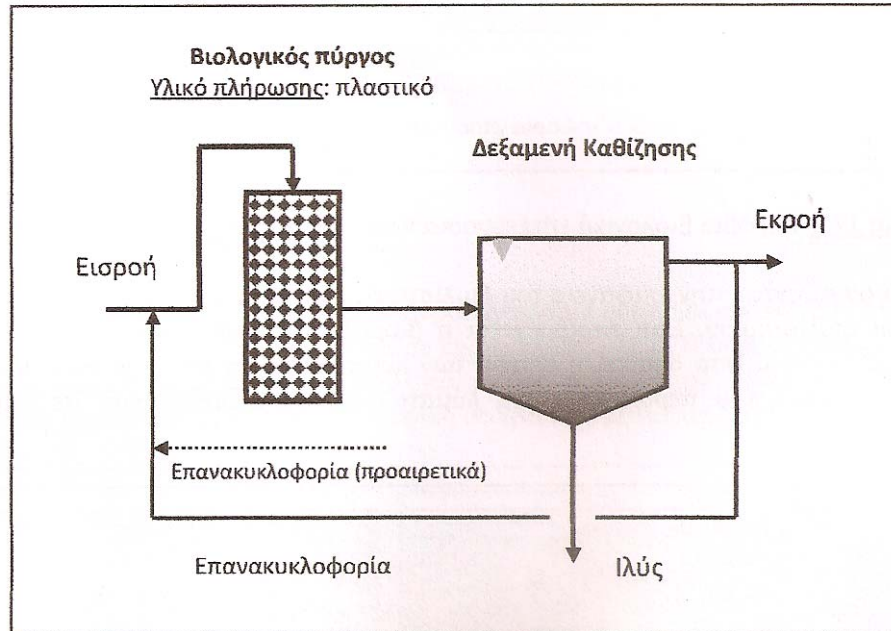 Βιολογικός πύργος
Υλικό πλήρωσης: πλαστικό
Δεξαμενή Καθίζησης
Εκροή
Εισροή
Επανακυκλοφορία (προαιρετικά)
Επανακυκλοφορία
Ιλύς